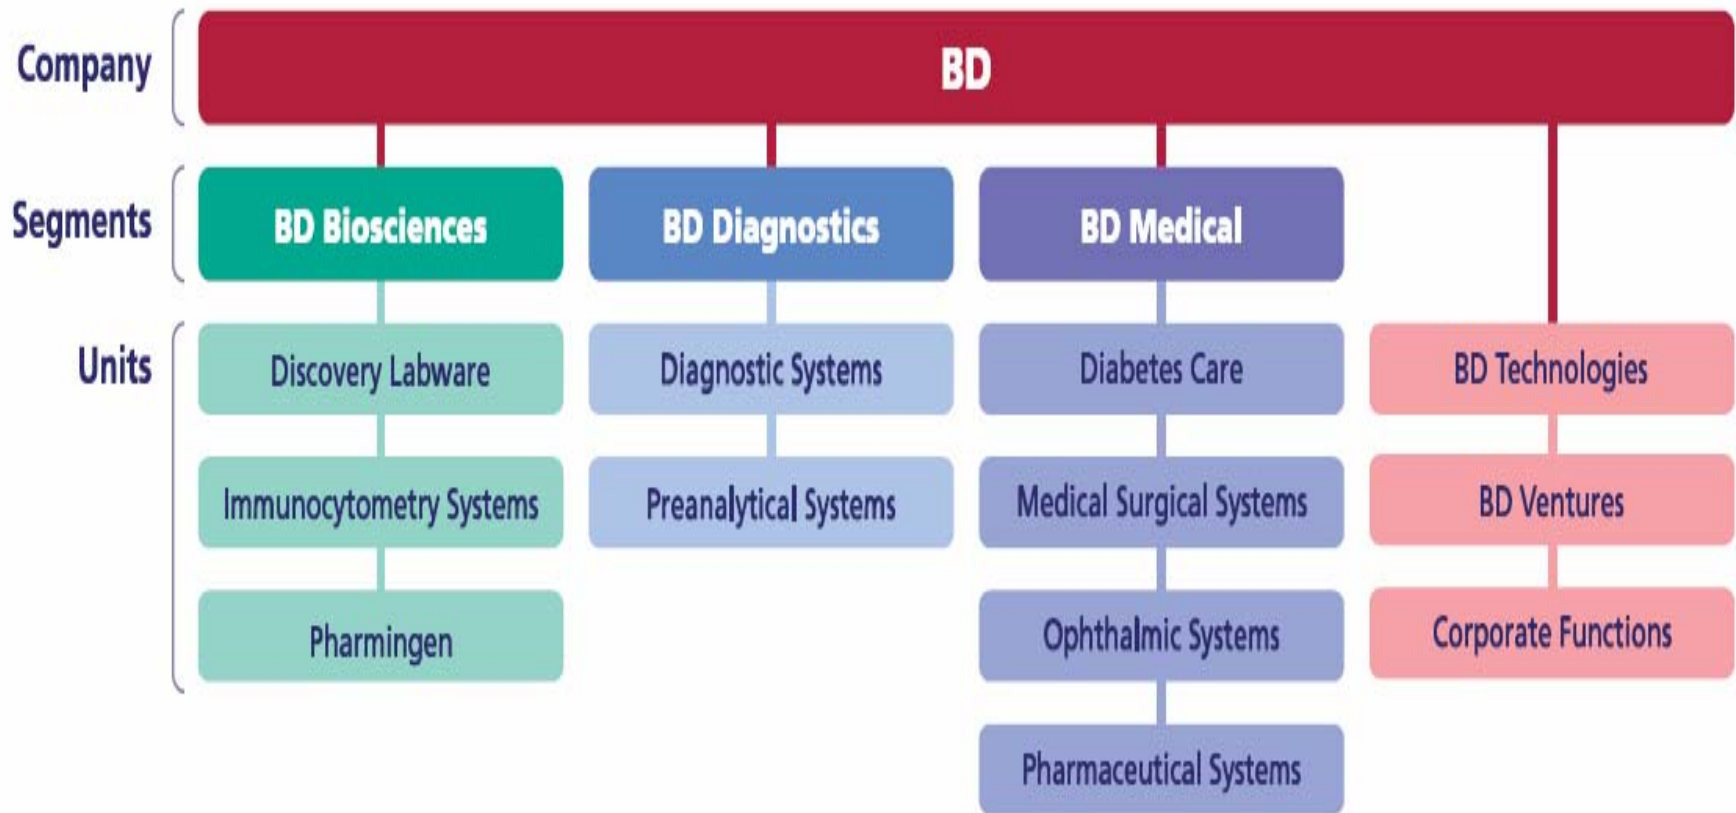 Company
BD
Segments
BD Biosciences
BD Diagnostics
BD Medical
Units
Discovery Labware
Diagnostic Systems
Diabetes Care
BD Technologies
Immunocytometry Systems
Preanalytical Systems
Medical Surgical Systems
BD Ventures
Pharmingen
Ophthalmic Systems
Corporate Functions
Pharmaceutical Systems